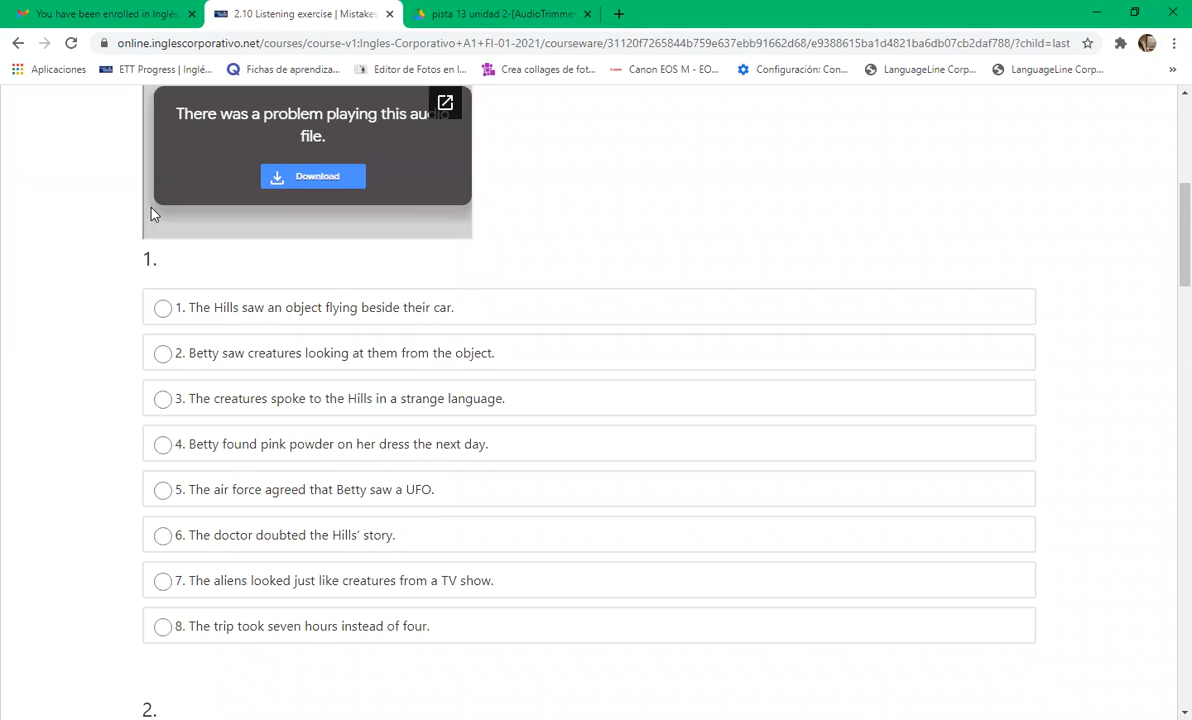 You have been enrolled in Inglés
2.10 Listening exercise | Mistakes
pista 13 unidad 2-[AudioTrimme
online.inglescorporativo.net/courses/course-v1:Ingles-Corporativo+A1+FI-01-2021/courseware/31120f7265844b759e637ebb91662d68/e9388615ba1d4821ba6db07cb2daf788/?child=last
Aplicaciones
ETT Progress | Inglé...
Fichas de aprendiza...
Editor de Fotos en l...
Crea collages de fot...
Canon EOS M - EO...
Configuración: Con...
LanguageLine Corp...
LanguageLine Corp...
There was a problem playing this audio
file.
Download
1.
1. The Hills saw an object flying beside their car.
2. Betty saw creatures looking at them from the object.
3. The creatures spoke to the Hills in a strange language.
4. Betty found pink powder on her dress the next day.
5. The air force agreed that Betty saw a UFO.
6. The doctor doubted the Hills' story.
7. The aliens looked just like creatures from a TV show.
8. The trip took seven hours instead of four.
2.